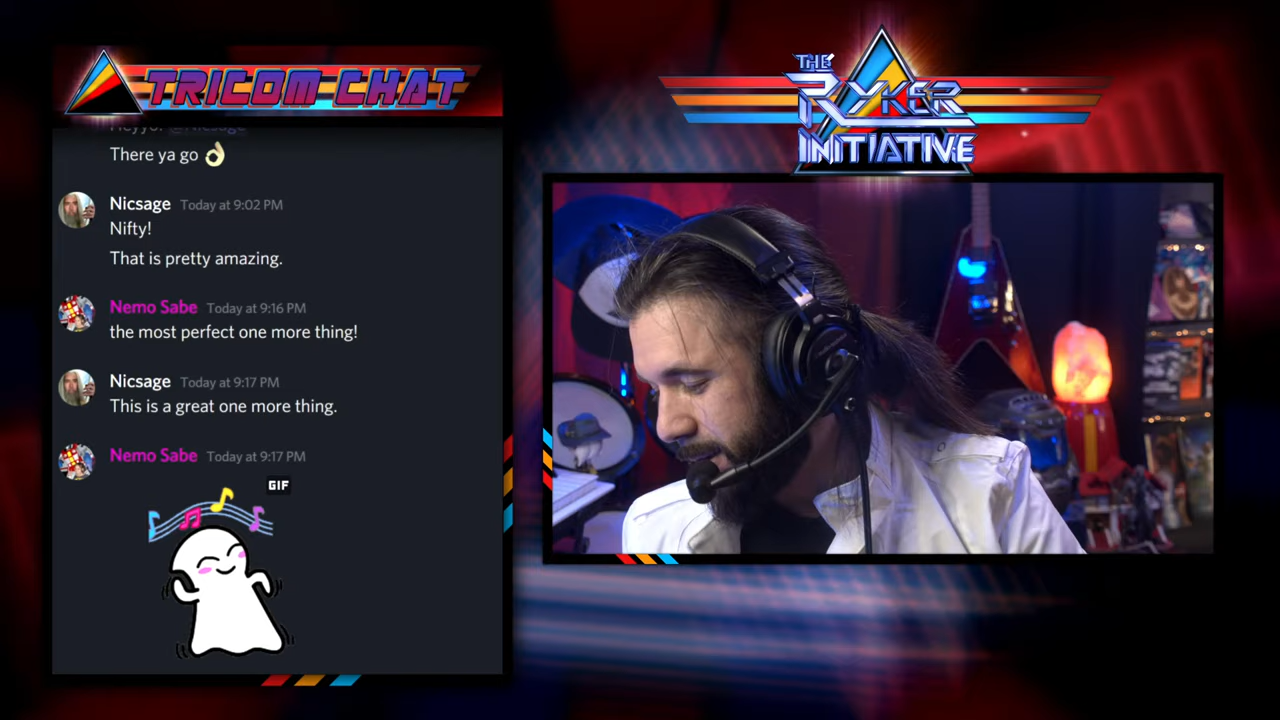 TRICOM CHAT
Heyyo! @Nicsage
There ya go
Nicsage Today at 9:02 PM
Nifty!
That is pretty amazing.
Nemo Sabe Today at 9:16 PM
the most perfect one more thing!
Nicsage Today at 9:17 PM
This is a great one more thing.
Nemo Sabe Today at 9:17 PM
GIF
THE
RYKER
INITIATIVE